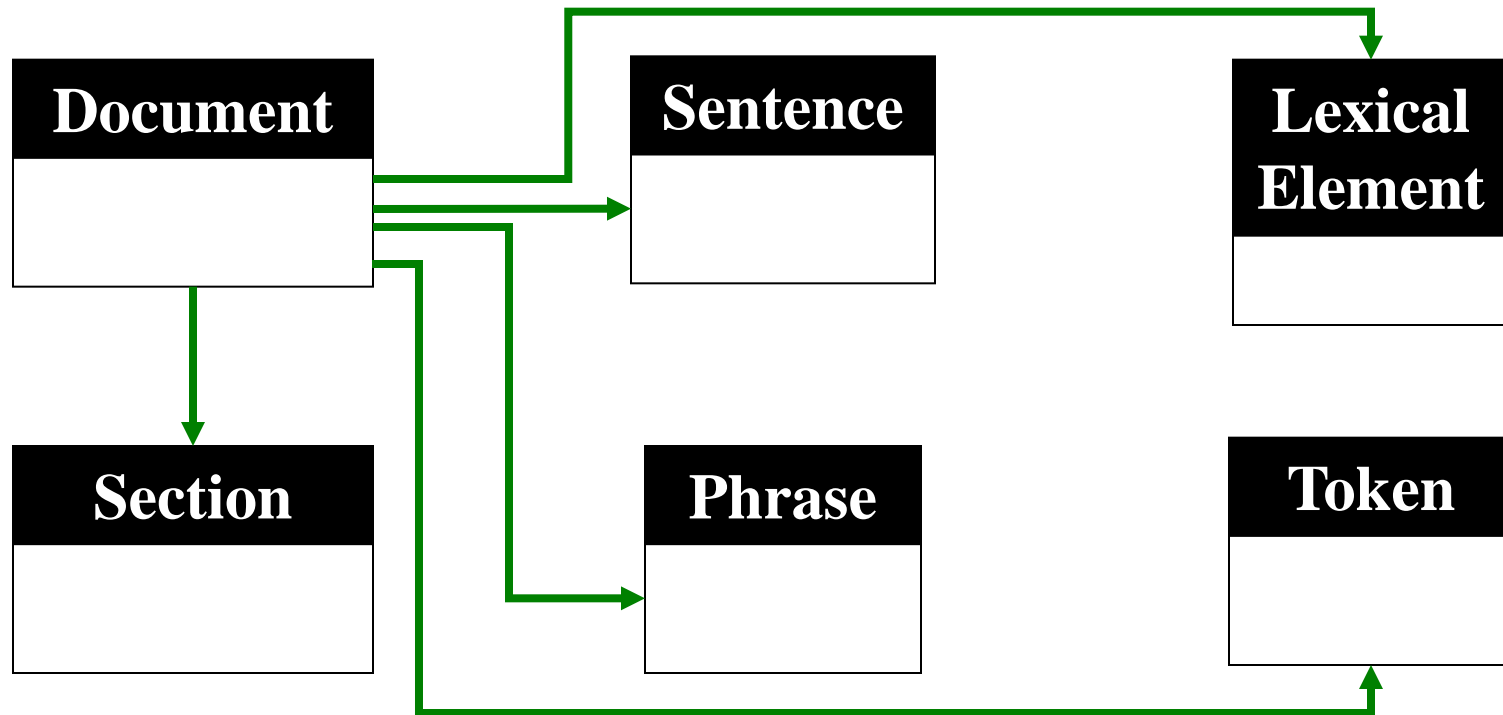 Document
Sentence
Lexical
Element
Section
Phrase
Token